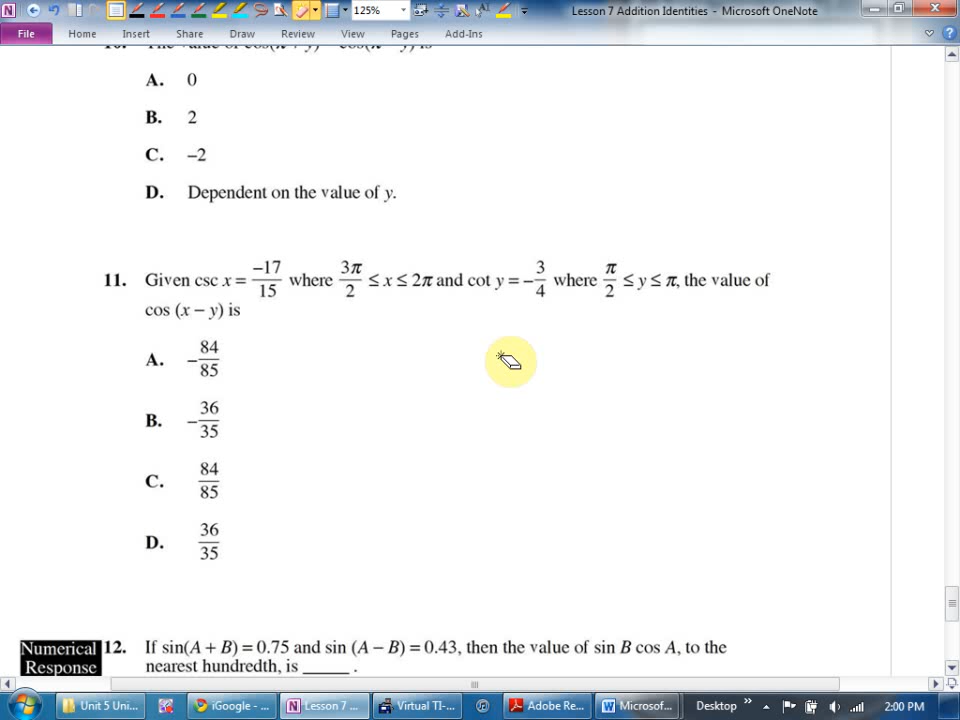 125%
Lesson 7 Addition Identities - Microsoft OneNote
File Home Insert Share Draw Review View Pages Add-Ins
A. 0
B. 2
C. –2
D. Dependent on the value of y.
11. Given csc x = –17/15 where 3π/2 ≤ x ≤ 2π and cot y = –3/4 where π/2 ≤ y ≤ π, the value of
cos (x – y) is
A. –84/85
B. –36/35
C. 84/85
D. 36/35
Numerical Response 12. If sin(A + B) = 0.75 and sin (A – B) = 0.43, then the value of sin B cos A, to the
nearest hundredth, is _____ .
Unit 5 Uni... iGoogle - ... Lesson 7 ... Virtual TI-... Adobe Re... Microsof... Desktop » 2:00 PM